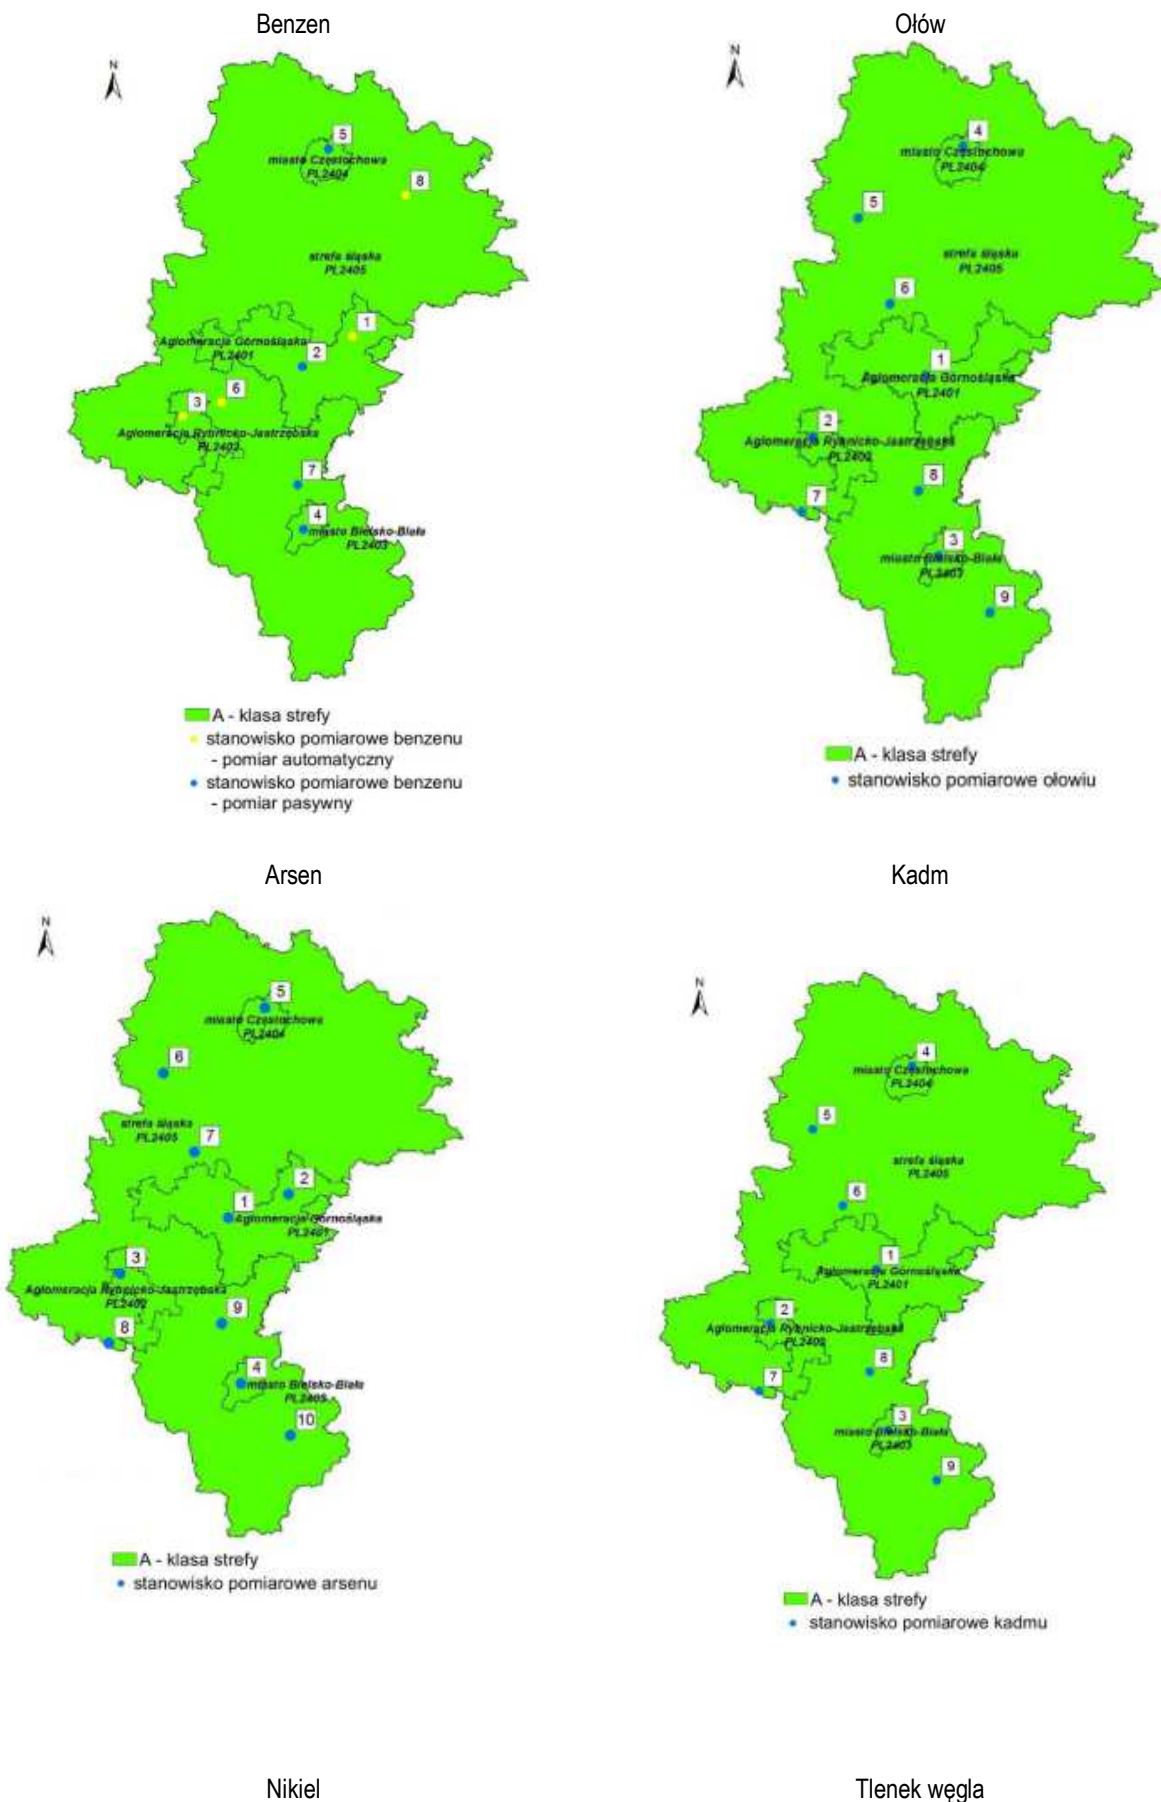 Benzen
N
5
miasto Częstochowa
PL2404
8
strefa śląska
PL2405
1
Aglomeracja Górnośląska
PL2401
2
6
3
Aglomeracja Rybnicko-Jastrzębska
PL2402
7
4
miasto Bielsko-Biała
PL2403
A - klasa strefy
stanowisko pomiarowe benzenu
- pomiar automatyczny
stanowisko pomiarowe benzenu
- pomiar pasywny
Ołów
N
4
miasto Częstochowa
PL2404
5
strefa śląska
PL2405
6
1
Aglomeracja Górnośląska
PL2401
2
Aglomeracja Rybnicko-Jastrzębska
PL2402
8
7
3
miasto Bielsko-Biała
PL2403
9
A - klasa strefy
stanowisko pomiarowe ołowiu
Arsen
N
5
miasto Częstochowa
PL2404
6
strefa śląska
PL2405
7
2
1
Aglomeracja Górnośląska
PL2401
3
Aglomeracja Rybnicko-Jastrzębska
PL2402
9
8
4
miasto Bielsko-Biała
PL2403
10
A - klasa strefy
stanowisko pomiarowe arsenu
Kadm
N
4
miasto Częstochowa
PL2404
5
strefa śląska
PL2405
6
1
Aglomeracja Górnośląska
PL2401
2
Aglomeracja Rybnicko-Jastrzębska
PL2402
8
7
3
miasto Bielsko-Biała
PL2403
9
A - klasa strefy
stanowisko pomiarowe kadmu
Nikiel
Tlenek węgla